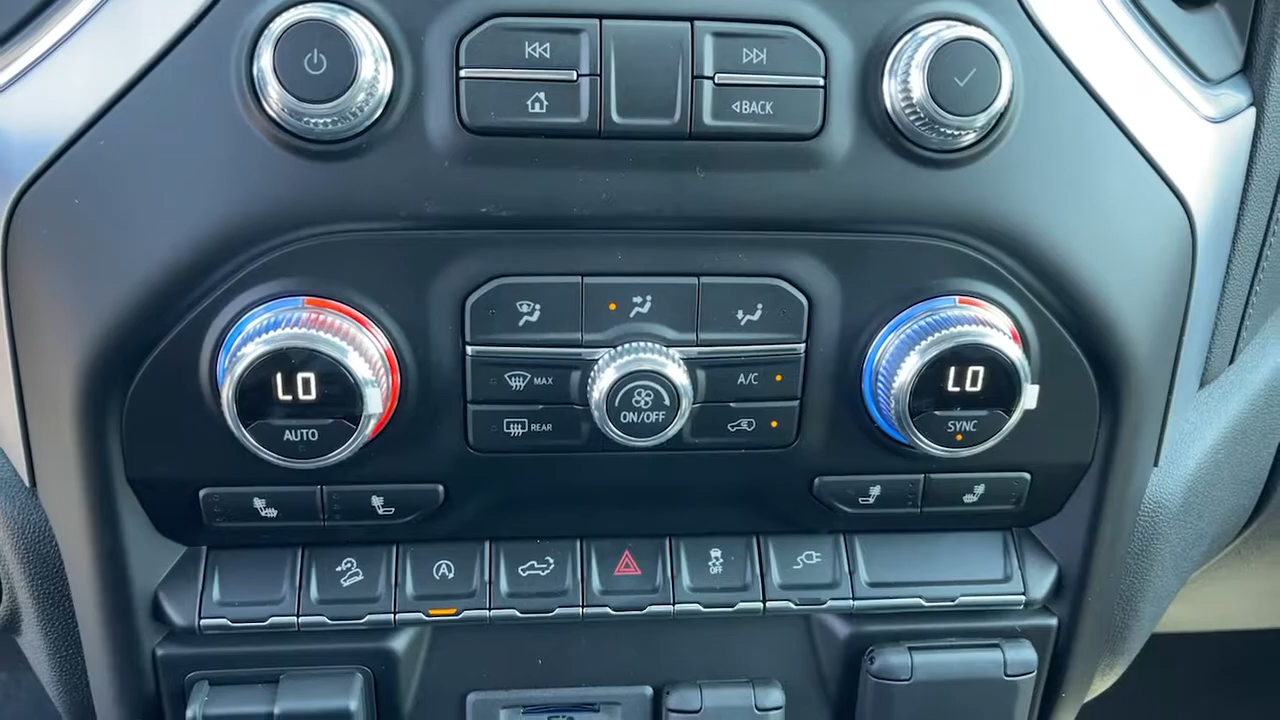 BACK
LO
AUTO
MAX
REAR
ON/OFF
A/C
LO
SYNC
A
OFF